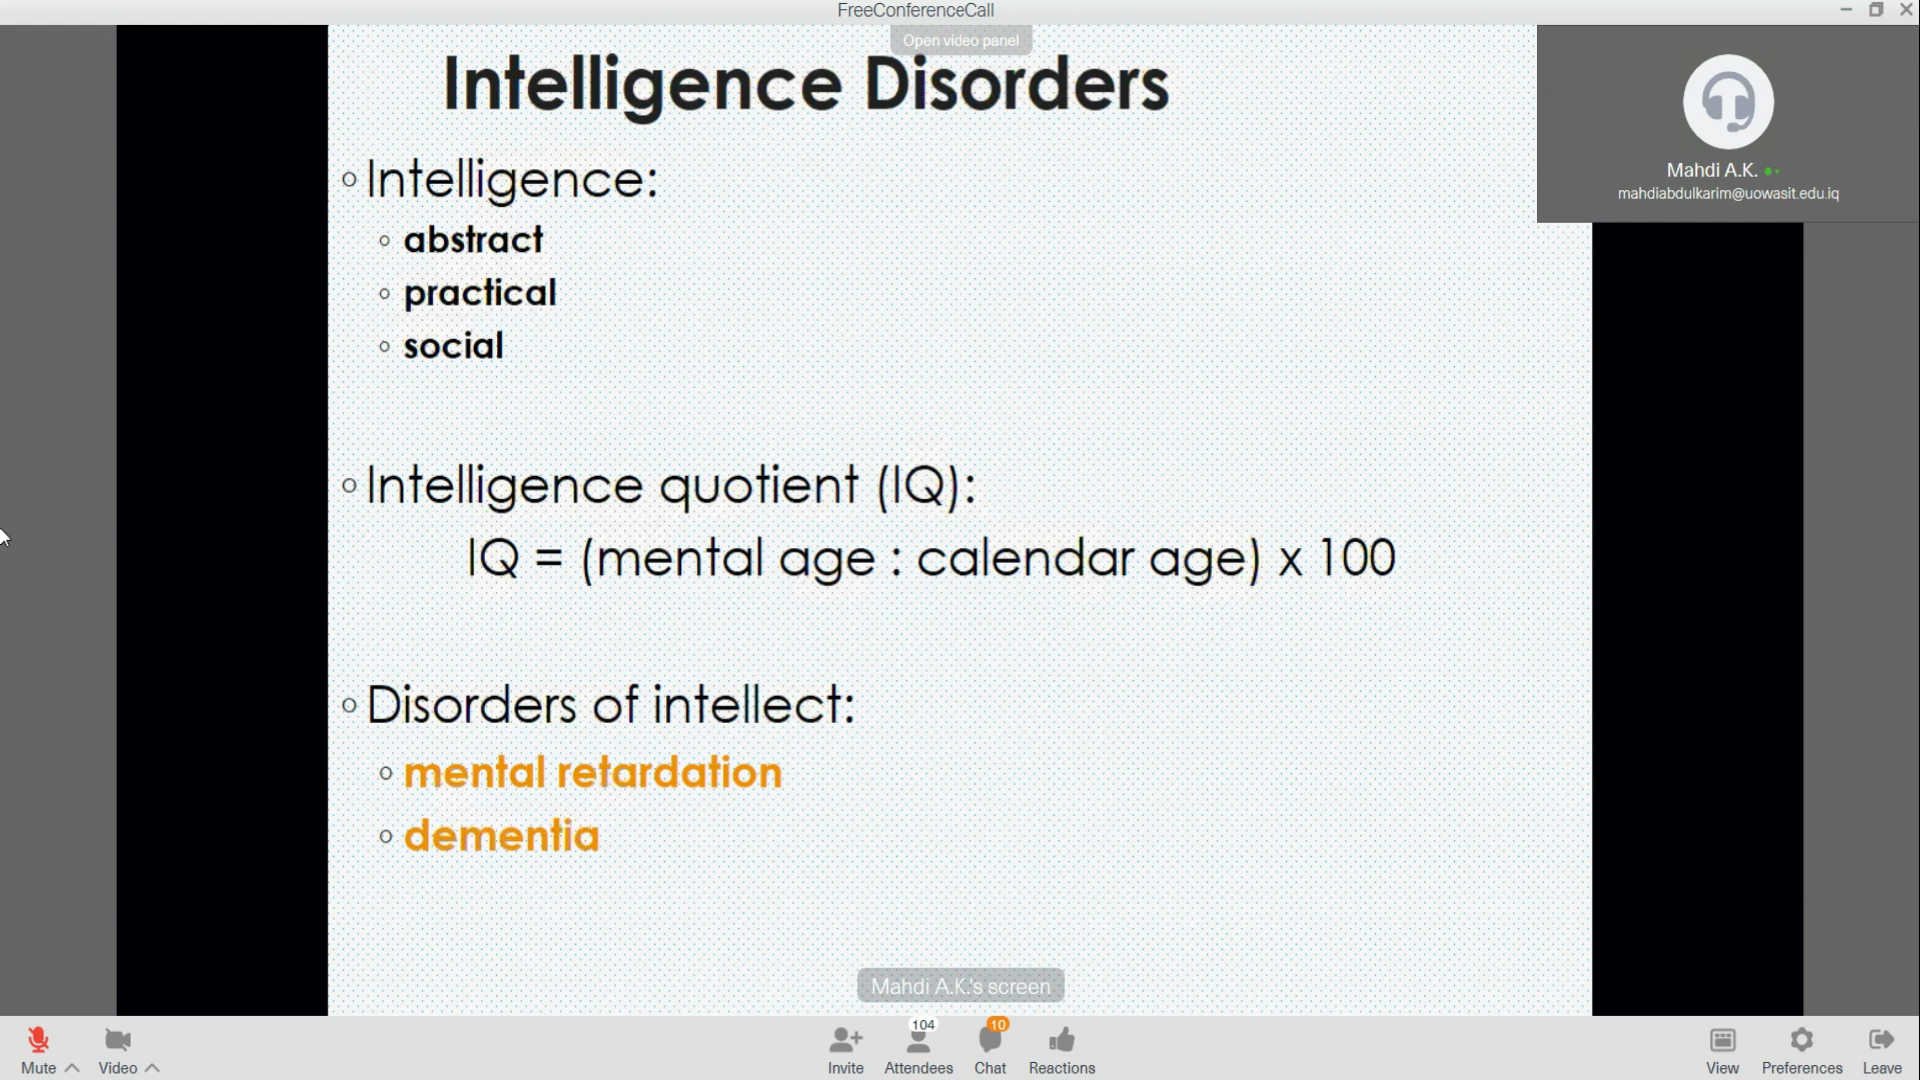 FreeConferenceCall
Open video panel
Intelligence Disorders
Mahdi A.K.
mahdiabdulkarim@uowasit.edu.iq
Intelligence:
abstract
practical
social
Intelligence quotient (IQ):
IQ = (mental age : calendar age) x 100
Disorders of intellect:
mental retardation
dementia
Mahdi A.K.'s screen
104
10
Mute
Video
Invite
Attendees
Chat
Reactions
View
Preferences
Leave